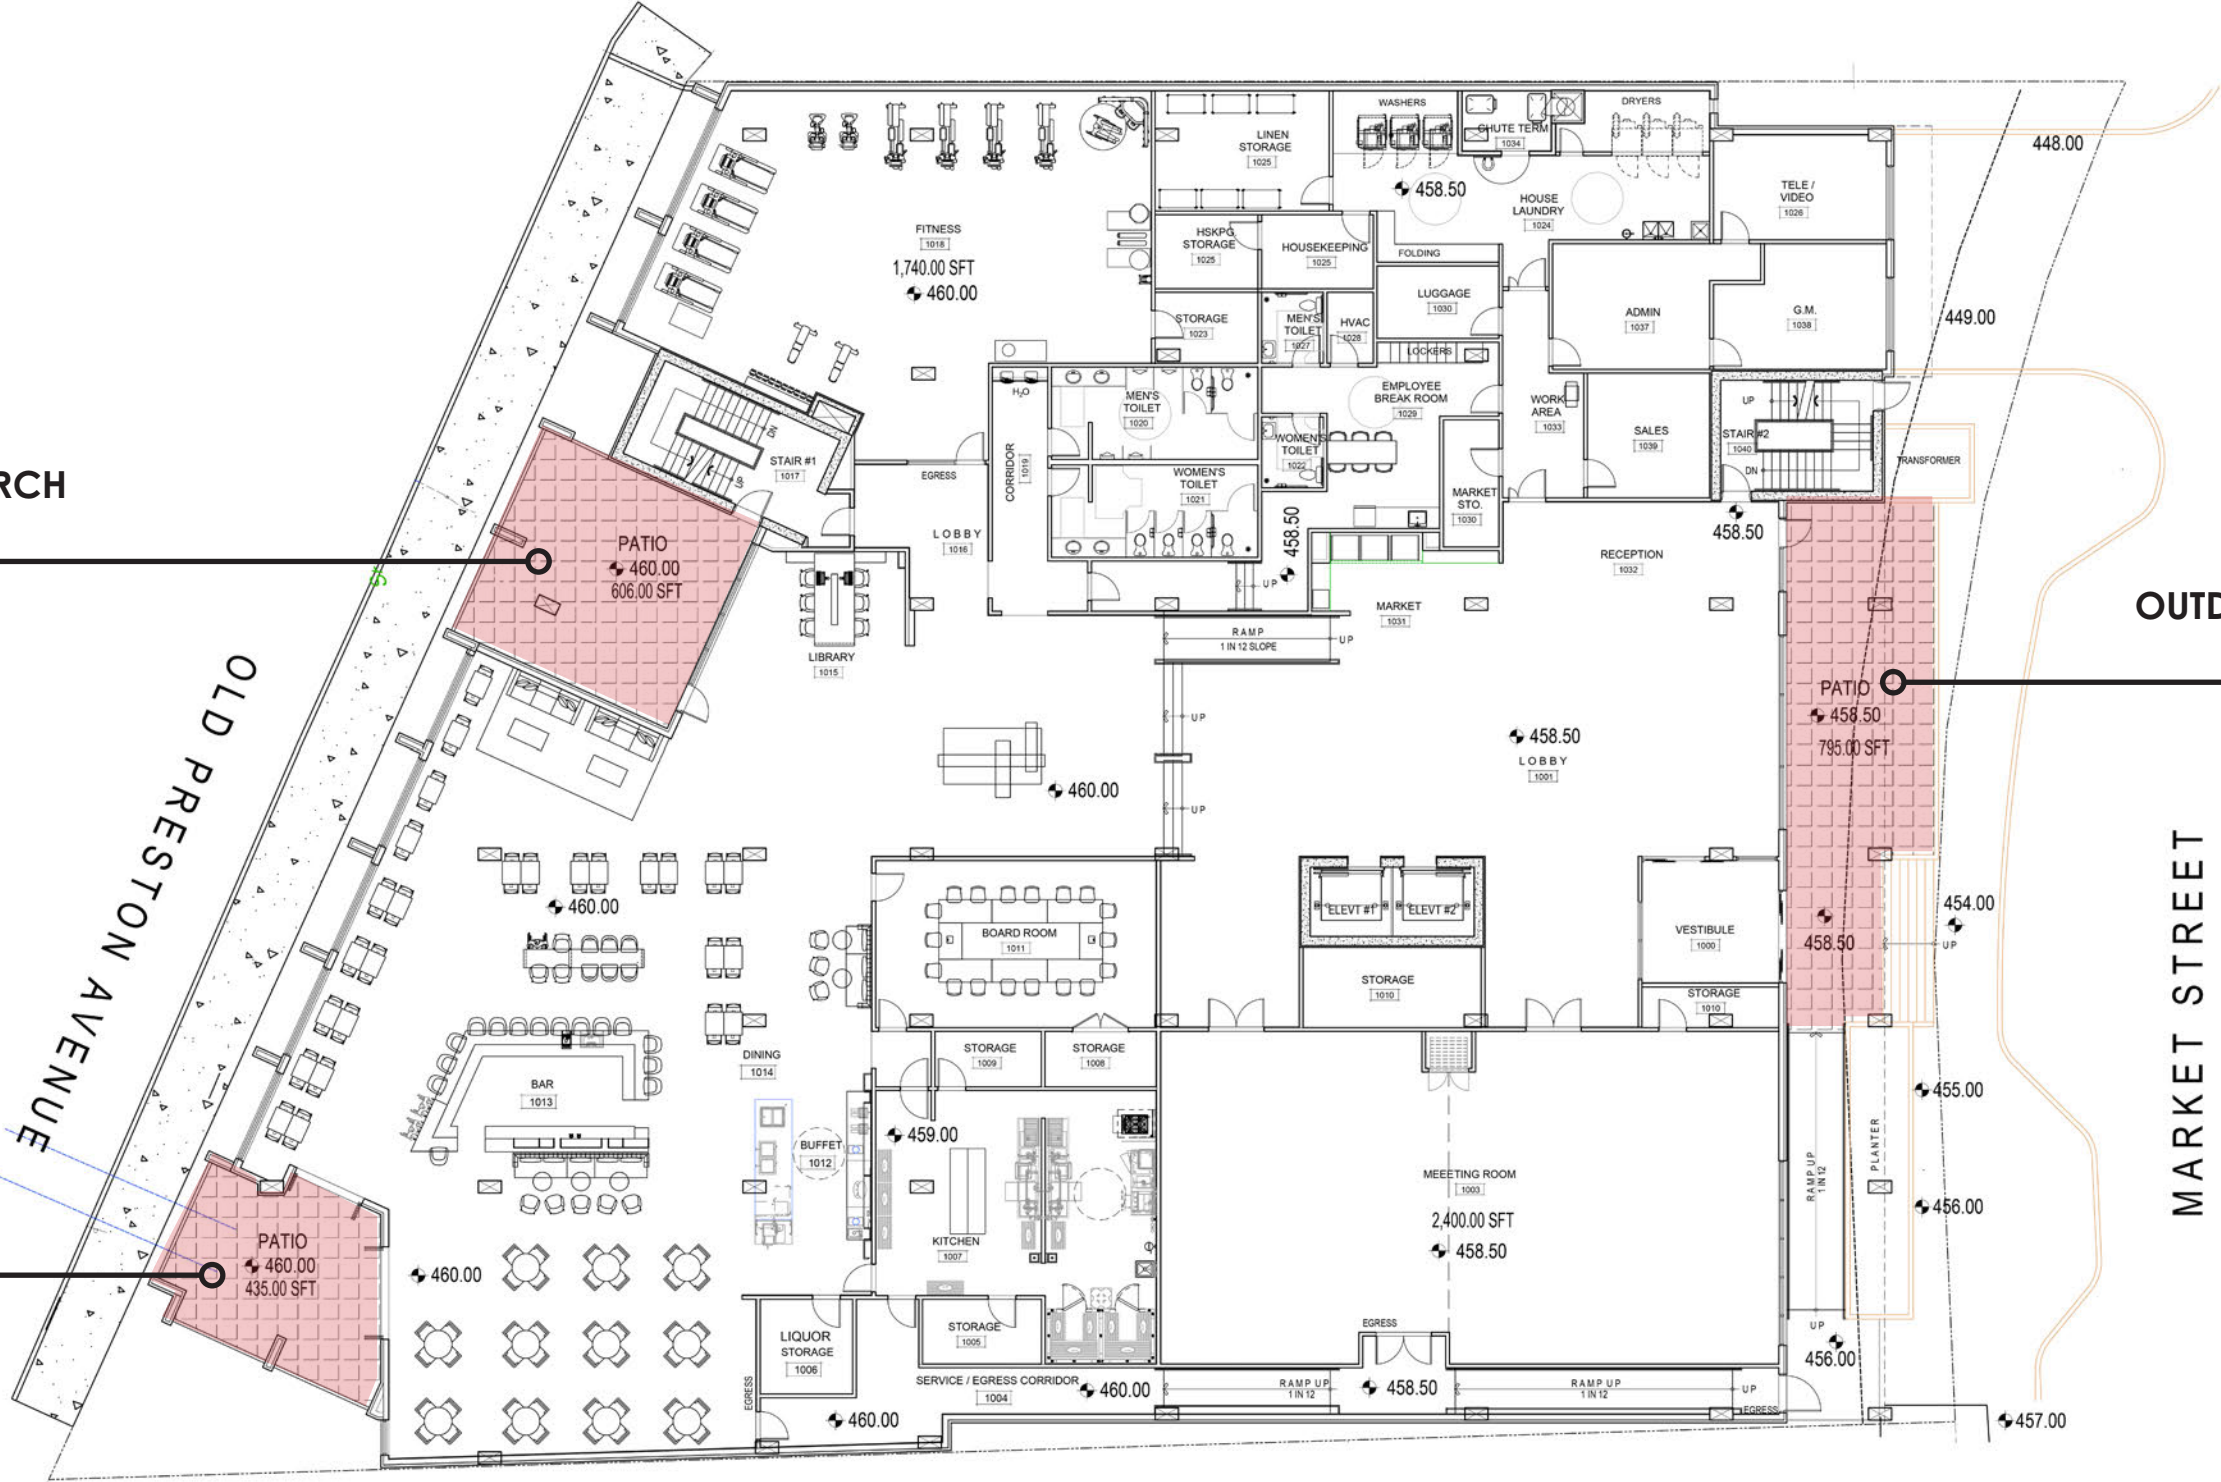 WASHERS
DRYERS
CHUTE TERM
1034
LINEN
STORAGE
1025
448.00
458.50
TELE /
VIDEO
1026
HOUSE
LAUNDRY
1024
FITNESS
1018
1,740.00 SFT
460.00
HSKPG
STORAGE
1025
HOUSEKEEPING
1025
FOLDING
LUGGAGE
1030
ADMIN
1037
G.M.
1038
449.00
STORAGE
1023
MEN'S
TOILET
1027
HVAC
1028
LOCKERS
H2O
MEN'S
TOILET
1020
EMPLOYEE
BREAK ROOM
1029
WORK
AREA
1033
SALES
1039
UP
STAIR #2
1040
DN
TRANSFORMER
DN
STAIR #1
1017
UP
EGRESS
CORRIDOR
1019
WOMEN'S
TOILET
1021
WOMEN'S
TOILET
1022
MARKET
STO.
1030
RCH
LOBBY
1016
458.50
458.50
RECEPTION
1032
PATIO
460.00
606.00 SFT
UP
MARKET
1031
OUTD
RAMP
1 IN 12 SLOPE
UP
LIBRARY
1015
OLD PRESTON AVENUE
PATIO
458.50
795.00 SFT
UP
458.50
LOBBY
1001
460.00
UP
MARKET STREET
460.00
BOARD ROOM
1011
ELEVT #1
ELEVT #2
VESTIBULE
1000
458.50
454.00
UP
STORAGE
1010
STORAGE
1010
STORAGE
1009
STORAGE
1008
DINING
1014
BAR
1013
455.00
BUFFET
1012
459.00
RAMP UP
1 IN 12
PLANTER
MEEETING ROOM
1003
2,400.00 SFT
458.50
456.00
KITCHEN
1007
PATIO
460.00
435.00 SFT
460.00
LIQUOR
STORAGE
1006
STORAGE
1005
EGRESS
UP
456.00
SERVICE / EGRESS CORRIDOR
1004
460.00
RAMP UP
1 IN 12
458.50
RAMP UP
1 IN 12
UP
EGRESS
EGRESS
460.00
457.00